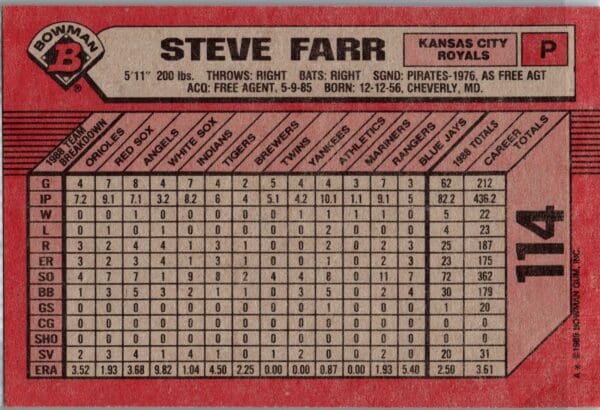 BOWMAN
B
®
STEVE FARR
KANSAS CITY
ROYALS
P
5'11" 200 lbs. THROWS: RIGHT BATS: RIGHT SGND: PIRATES-1976, AS FREE AGT
ACQ: FREE AGENT, 5-9-85 BORN: 12-12-56, CHEVERLY, MD.
1988 TEAM BREAKDOWN ORIOLES RED SOX ANGELS WHITE SOX INDIANS TIGERS BREWERS TWINS YANKEES ATHLETICS MARINERS RANGERS BLUE JAYS 1988 TOTALS CAREER TOTALS
G 4 7 8 4 7 4 2 5 4 4 3 7 3 62 212
IP 7.2 9.1 7.1 3.2 8.2 6 4 5.1 4.2 10.1 1.1 9.1 5 82.2 436.2
W 0 0 0 0 1 0 0 0 1 1 1 1 0 5 22
L 0 1 0 1 0 0 0 0 0 1 0 0 1 4 23
R 3 2 4 4 1 3 1 0 0 1 0 3 3 25 187
ER 3 2 3 4 1 3 1 0 0 1 0 2 3 23 175
SO 4 7 7 1 9 8 2 4 4 8 0 11 7 72 362
BB 1 3 5 3 2 1 1 0 3 5 2 4 0 30 179
GS 0 0 0 0 0 0 0 0 0 1 0 0 0 1 20
CG 0 0 0 0 0 0 0 0 0 0 0 0 0 0 0
SHO 0 0 0 0 0 0 0 0 0 0 0 0 0 0 0
SV 2 4 4 0 3 1 1 1 1 1 0 2 0 20 31
ERA 3.52 1.93 3.68 9.82 1.04 4.50 2.25 0.00 0.00 0.87 0.00 1.93 5.40 2.50 3.61
114
A * ©1989 BOWMAN GUM, INC.